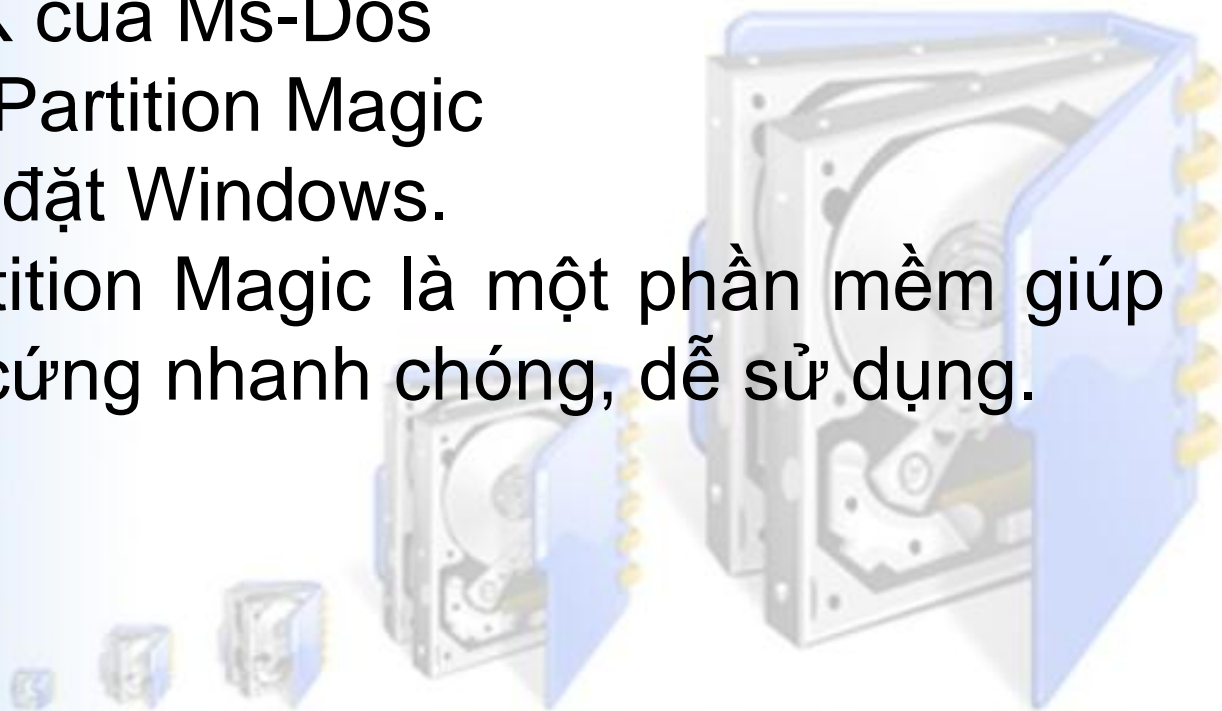 của Ms-Dos
Partition Magic
đặt Windows.
Magic là một phần mềm giúp
cứng nhanh chóng, dễ sử dụng.